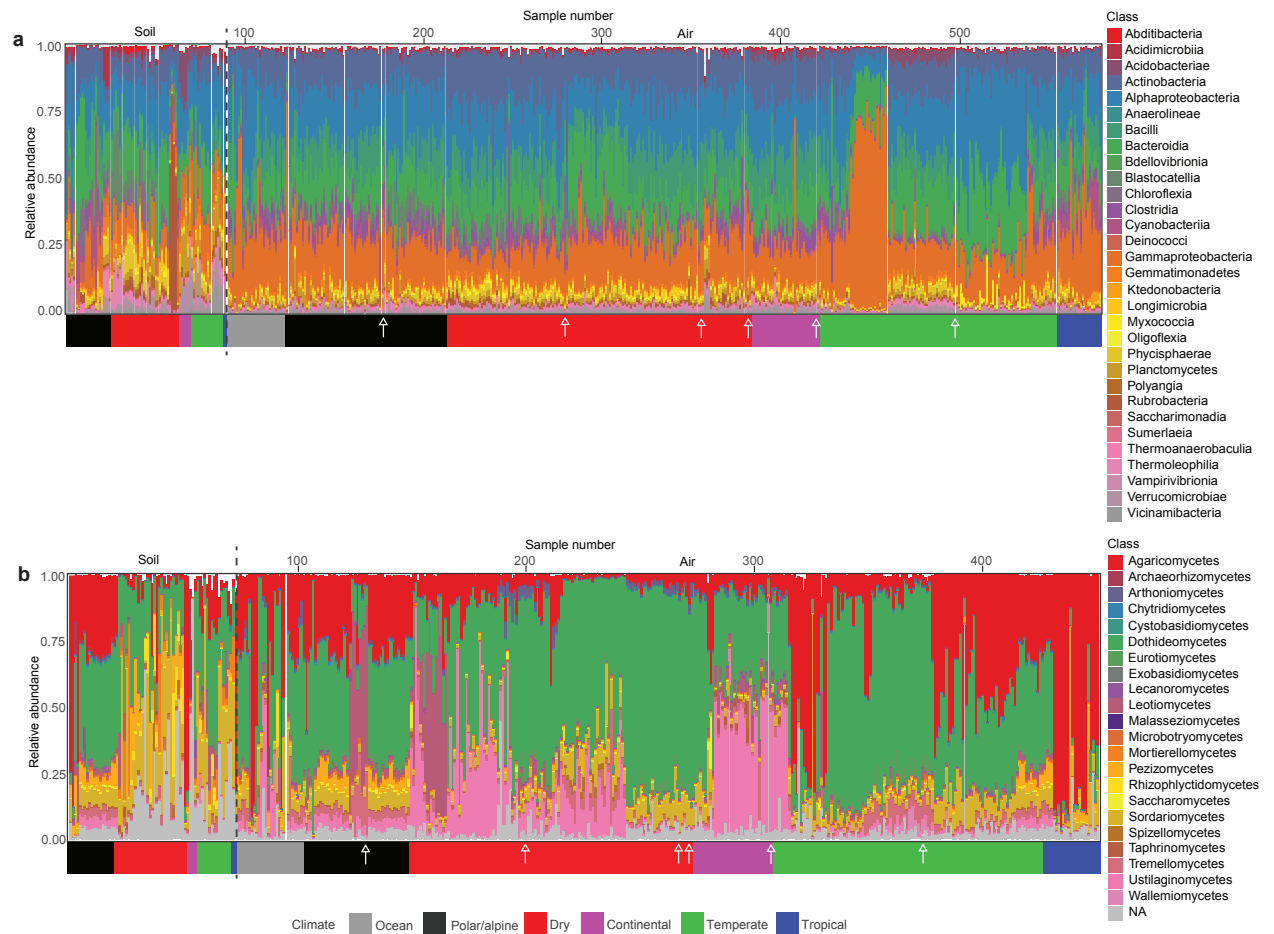 Sample number
Soil
100
200
300
Air
400
500
a
1.00
0.75
0.50
0.25
0.00
Relative abundance
Class
Abditibacteria
Acidimicrobiia
Acidobacteriae
Actinobacteria
Alphaproteobacteria
Anaerolineae
Bacilli
Bacteroidia
Bdellovibrionia
Blastocatellia
Chloroflexia
Clostridia
Cyanobacteriia
Deinococci
Gammaproteobacteria
Gemmatimonadetes
Ktedonobacteria
Longimicrobia
Myxococcia
Oligoflexia
Phycisphaerae
Planctomycetes
Polyangia
Rubrobacteria
Saccharimonadia
Sumerlaeia
Thermoanaerobaculia
Thermoleophilia
Vampirivibrionia
Verrucomicrobiae
Vicinamibacteria
Sample number
Soil
100
200
Air
300
400
b
1.00
0.75
0.50
0.25
0.00
Relative abundance
Class
Agaricomycetes
Archaeorhizomycetes
Arthoniomycetes
Chytridiomycetes
Cystobasidiomycetes
Dothideomycetes
Eurotiomycetes
Exobasidiomycetes
Lecanoromycetes
Leotiomycetes
Malasseziomycetes
Microbotryomycetes
Mortierellomycetes
Pezizomycetes
Rhizophlyctidomycetes
Saccharomycetes
Sordariomycetes
Spizellomycetes
Taphrinomycetes
Tremellomycetes
Ustilaginomycetes
Wallemiomycetes
NA
Climate Ocean Polar/alpine Dry Continental Temperate Tropical